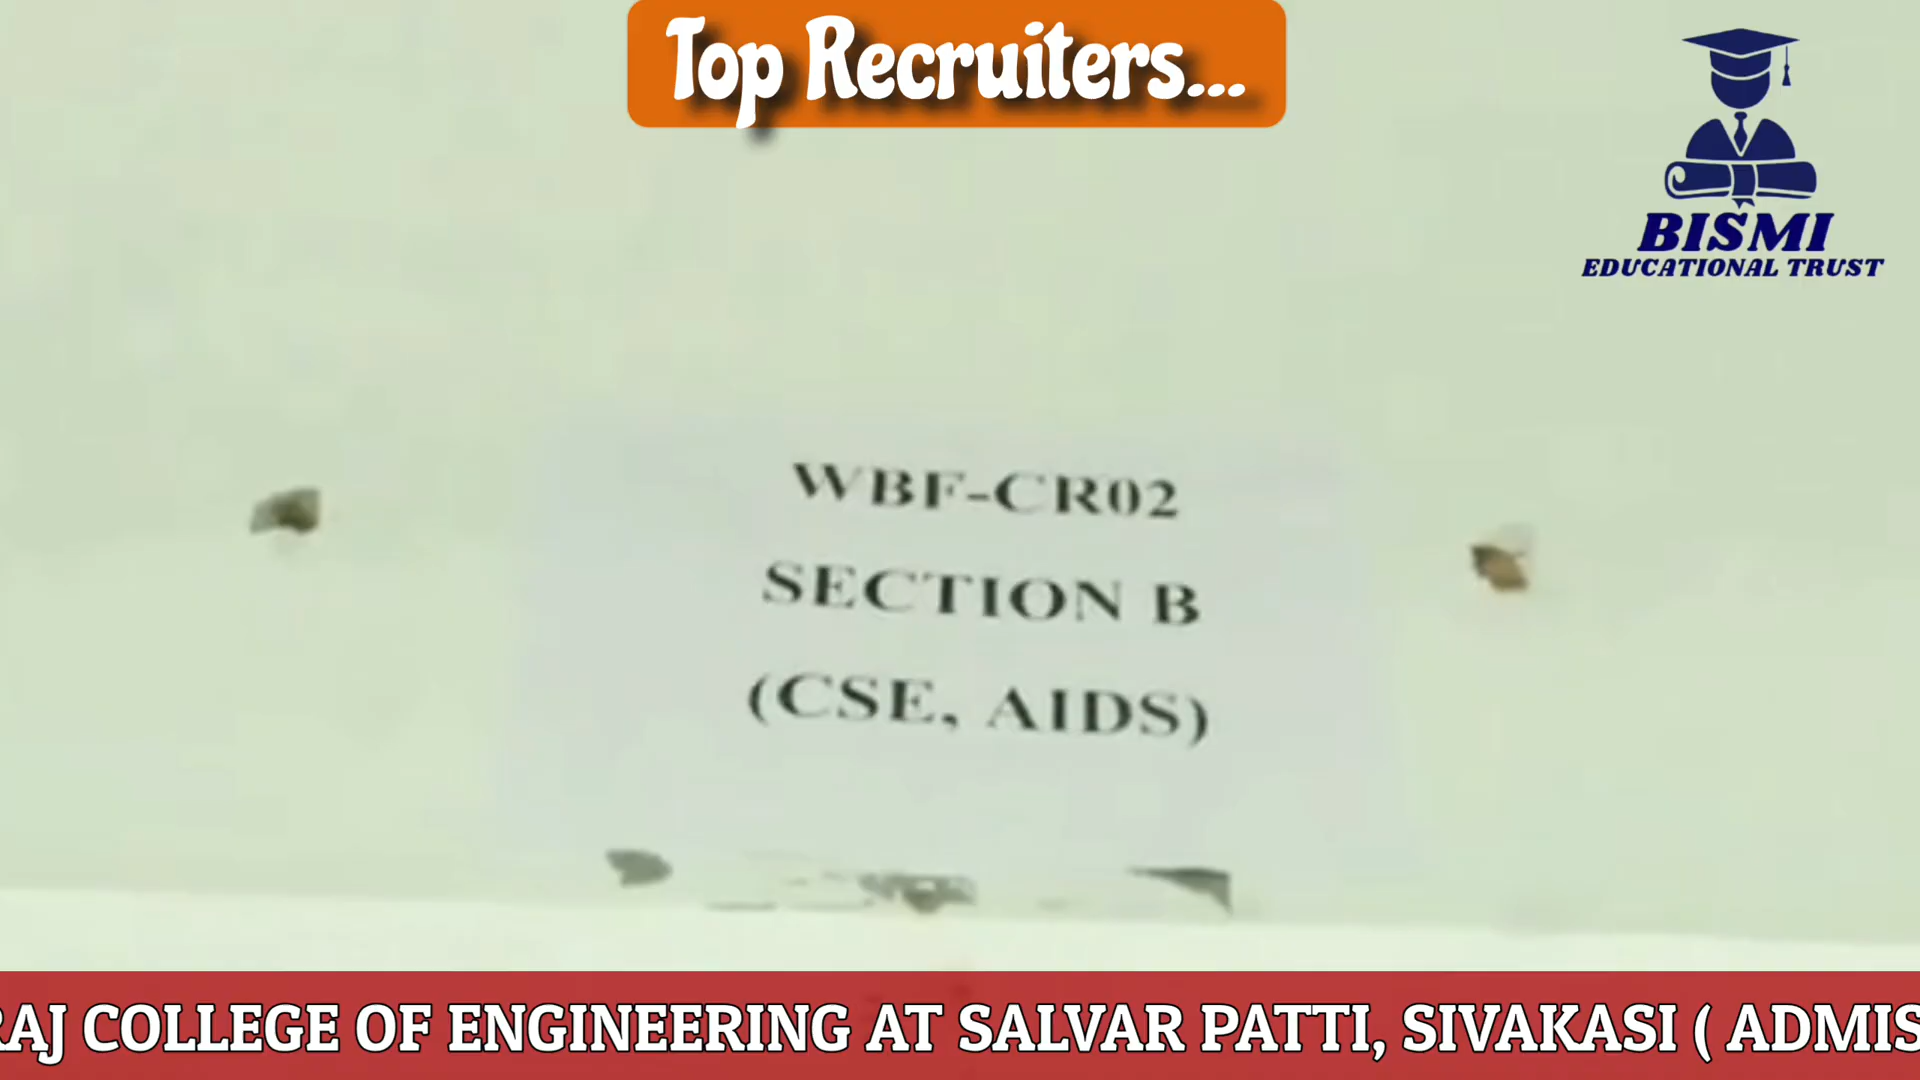 Top Recruiters...
BISMI
EDUCATIONAL TRUST
WBF-CR02
SECTION B
(CSE, AIDS)
RAJ COLLEGE OF ENGINEERING AT SALVAR PATTI, SIVAKASI ( ADMIS